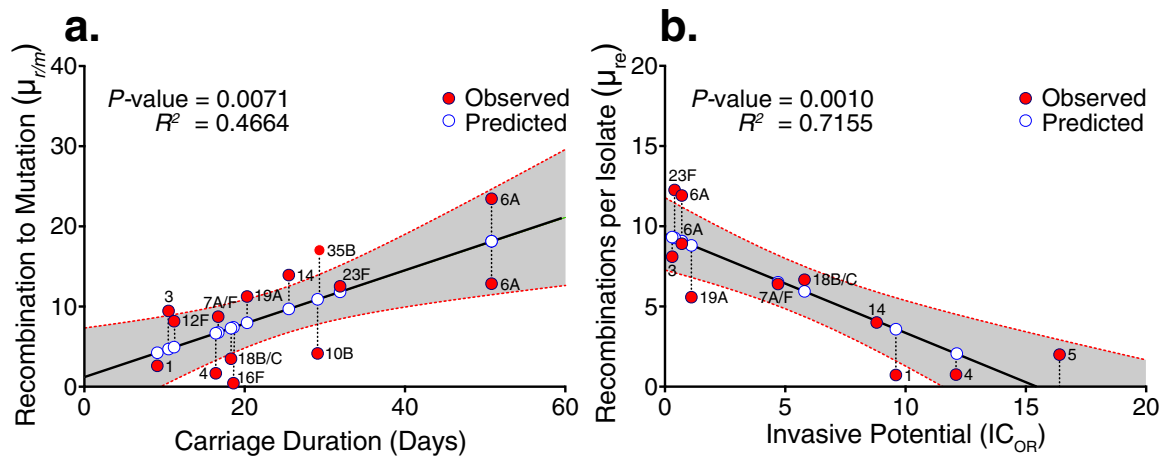 a.
Recombination to Mutation (μr/m)
40
30
20
10
0
P-value = 0.0071
R² = 0.4664
Observed
Predicted
3
12F
1
7A/F
4
18B/C
16F
19A
14
35B
10B
23F
6A
6A
0
20
40
60
Carriage Duration (Days)
b.
Recombinations per Isolate (μre)
20
15
10
5
0
P-value = 0.0010
R² = 0.7155
Observed
Predicted
23F
6A
6A
3
19A
7A/F
18B/C
14
1
4
5
0
5
10
15
20
Invasive Potential (ICOR)